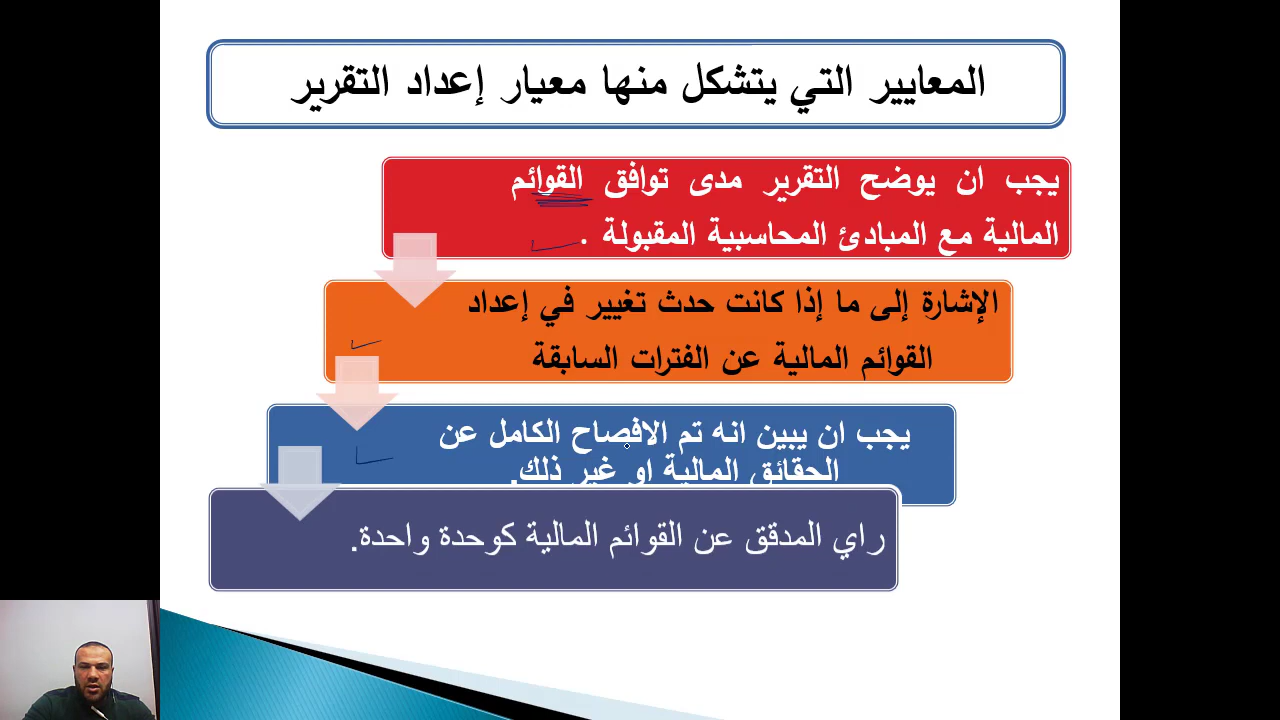 المعايير التي يتشكل منها معيار إعداد التقرير
يجب ان يوضح التقرير مدى توافق القوائم
المالية مع المبادئ المحاسبية المقبولة .
الإشارة إلى ما إذا كانت حدث تغيير في إعداد
القوائم المالية عن الفترات السابقة
يجب ان يبين انه تم الافصاح الكامل عن
الحقائق المالية او غير ذلك.
راي المدقق عن القوائم المالية كوحدة واحدة.